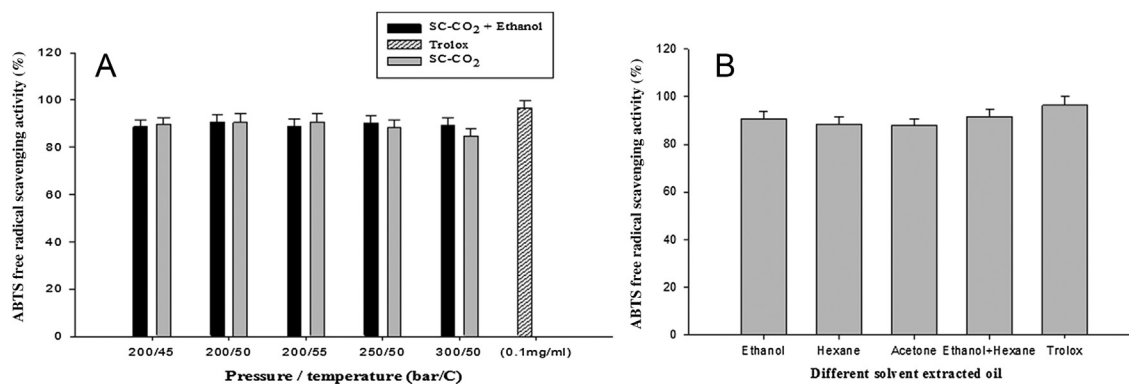 SC-CO₂ + Ethanol
Trolox
SC-CO₂
A
ABTS free radical scavenging activity (%)
120
100
80
60
40
20
0
200/45 200/50 200/55 250/50 300/50 (0.1mg/ml)
Pressure / temperature (bar/C)
B
ABTS free radical scavenging activity (%)
120
100
80
60
40
20
0
Ethanol Hexane Acetone Ethanol+Hexane Trolox
Different solvent extracted oil